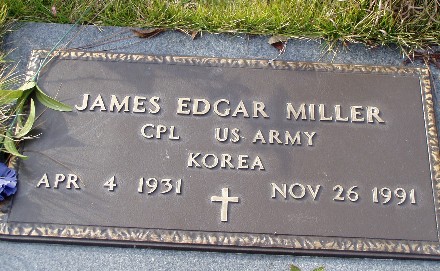 JAMES EDGAR MILLER
CPL US ARMY
KOREA
APR 4 1931 NOV 26 1991